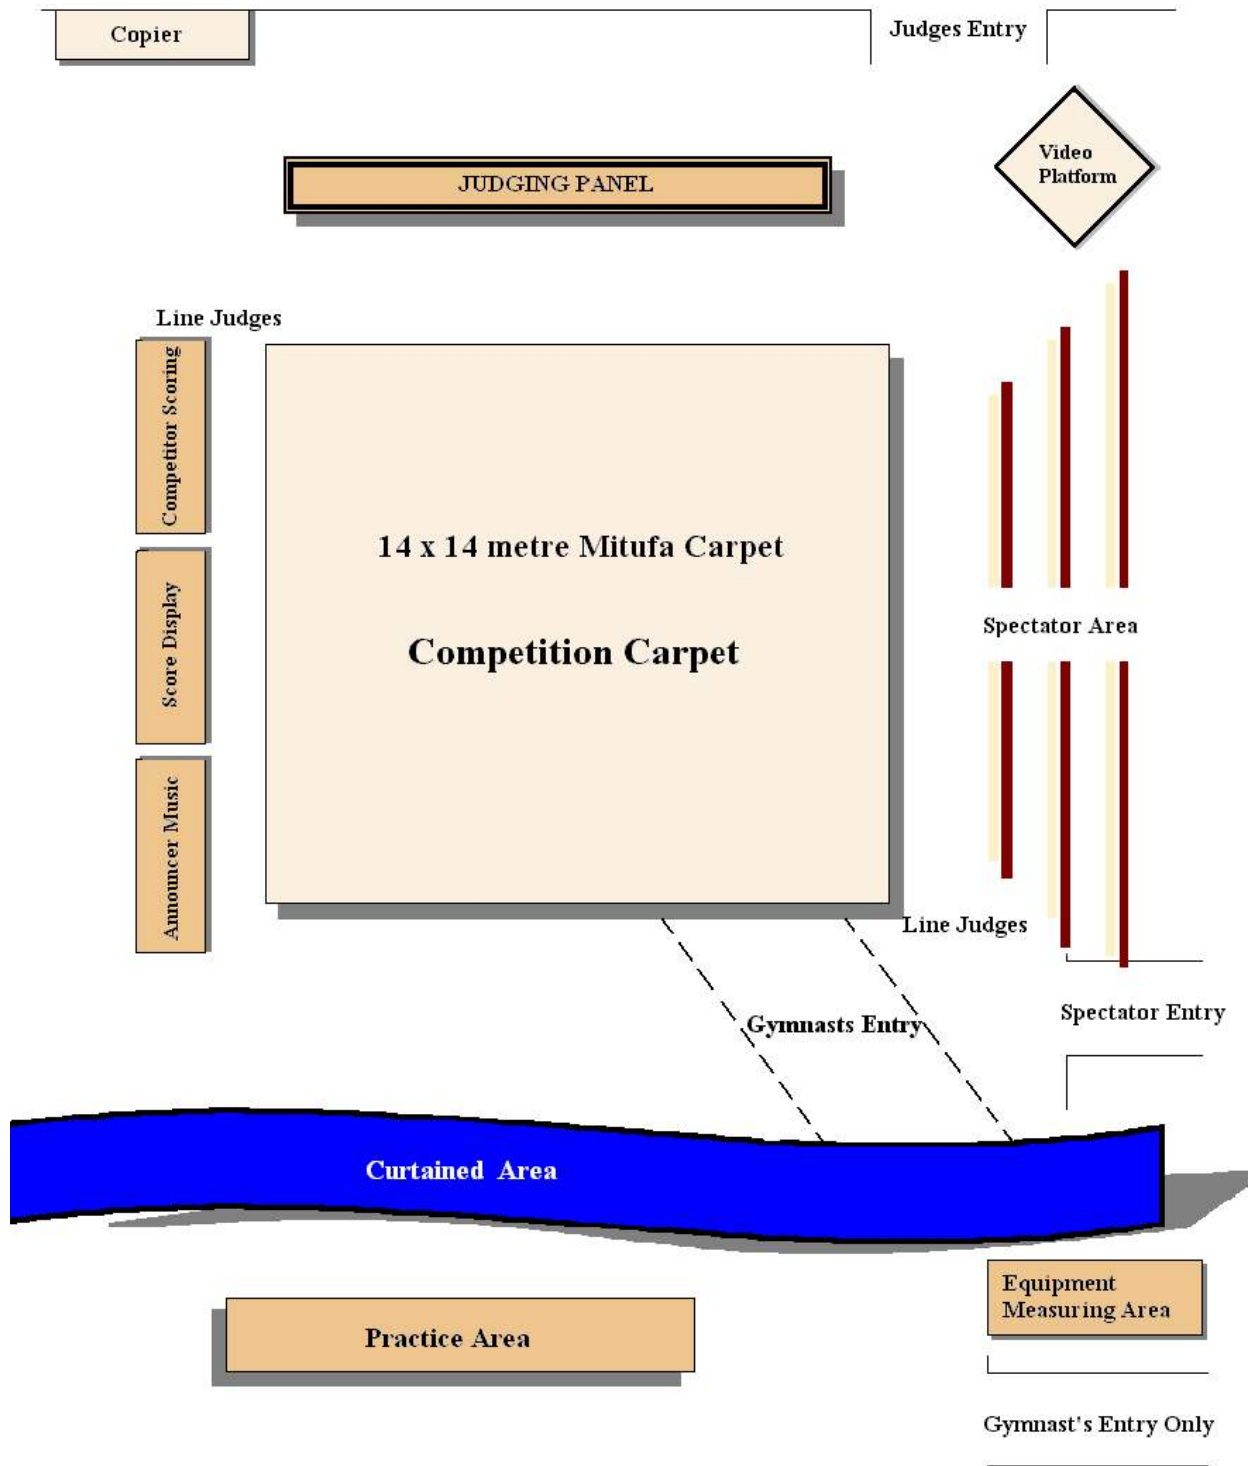 Copier
Judges Entry
Video
Platform
JUDGING PANEL
Line Judges
Competitor Scoring
14 x 14 metre Mitufa Carpet
Score Display
Spectator Area
Competition Carpet
Announcer Music
Line Judges
Spectator Entry
Gymnasts Entry
Curtained Area
Equipment
Measuring Area
Practice Area
Gymnast's Entry Only